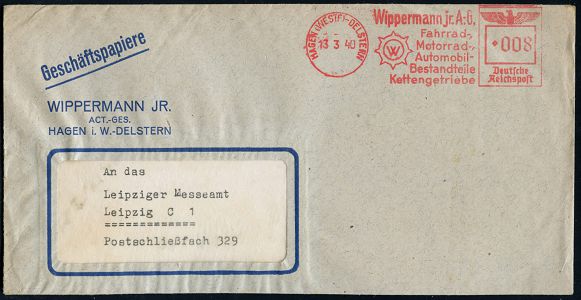 Geschäftspapiere
WIPPERMANN JR.
ACT.-GES.
HAGEN i. W.-DELSTERN
HAGEN (WESTF)-DELSTERN
13 3 40
Wippermann jr. A.-G.
Fahrrad-,
Motorrad-,
Automobil-
Bestandteile
Kettengetriebe
W
008
Deutsche
Reichspost
An das
Leipziger Messeamt
Leipzig C 1
=============
Postschließfach 329